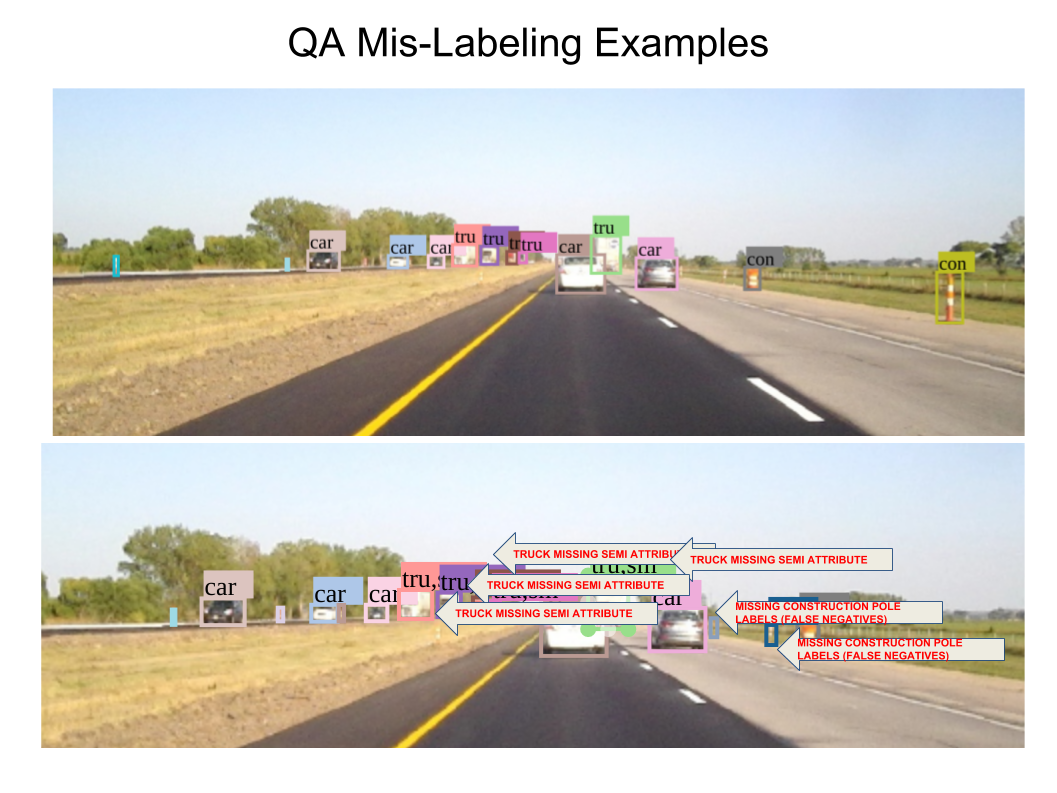 QA Mis-Labeling Examples
tru
car
car
car
tru
tru
tru
car
car
con
con
TRUCK MISSING SEMI ATTRIBU
TRUCK MISSING SEMI ATTRIBUTE
tru,sm
car
car
car
tru,
tru,
TRUCK MISSING SEMI ATTRIBUTE
car
TRUCK MISSING SEMI ATTRIBUTE
MISSING CONSTRUCTION POLE
LABELS (FALSE NEGATIVES)
MISSING CONSTRUCTION POLE
LABELS (FALSE NEGATIVES)